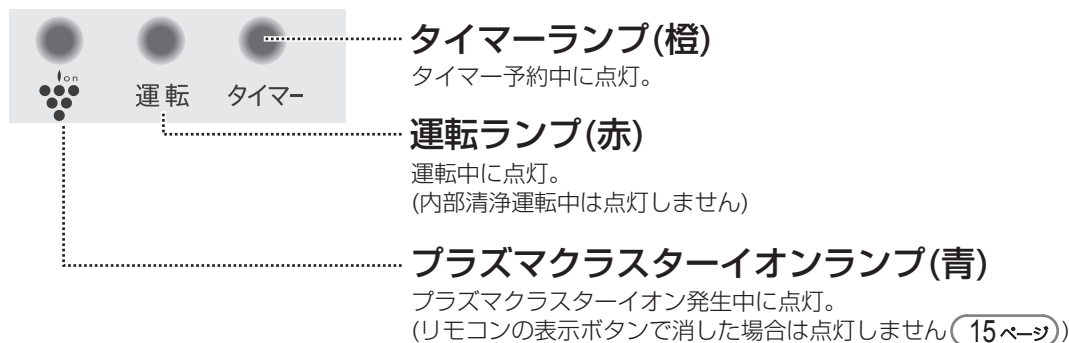 ion
運転 タイマー
タイマーランプ(橙)
タイマー予約中に点灯。
運転ランプ(赤)
運転中に点灯。
(内部清浄運転中は点灯しません)
プラズマクラスターイオンランプ(青)
プラズマクラスターイオン発生中に点灯。
(リモコンの表示ボタンで消した場合は点灯しません(15ページ))